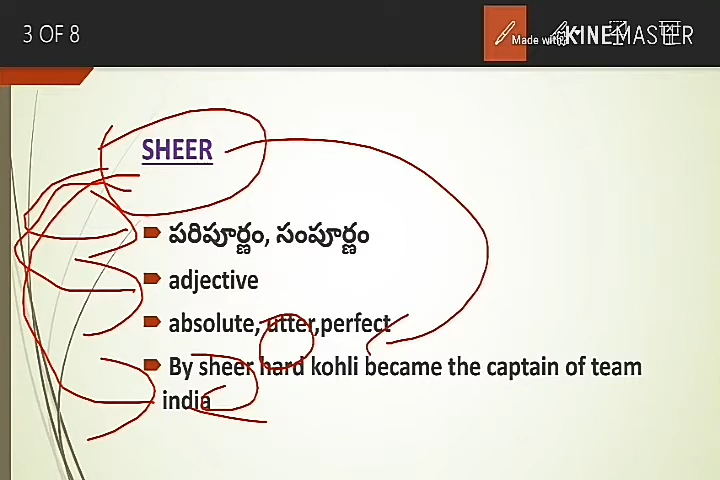 3 OF 8
Made with KINEMASTER
SHEER
పరిపూర్ణం, సంపూర్ణం
adjective
absolute, utter,perfect
By sheer hard kohli became the captain of team
india